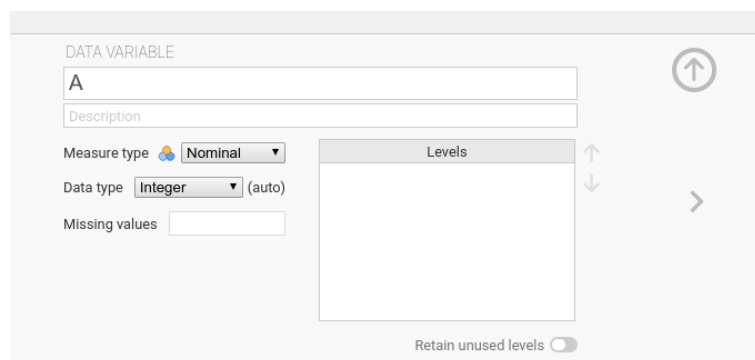 DATA VARIABLE
A
Description
Measure type Nominal
Data type Integer (auto)
Missing values
Levels
Retain unused levels